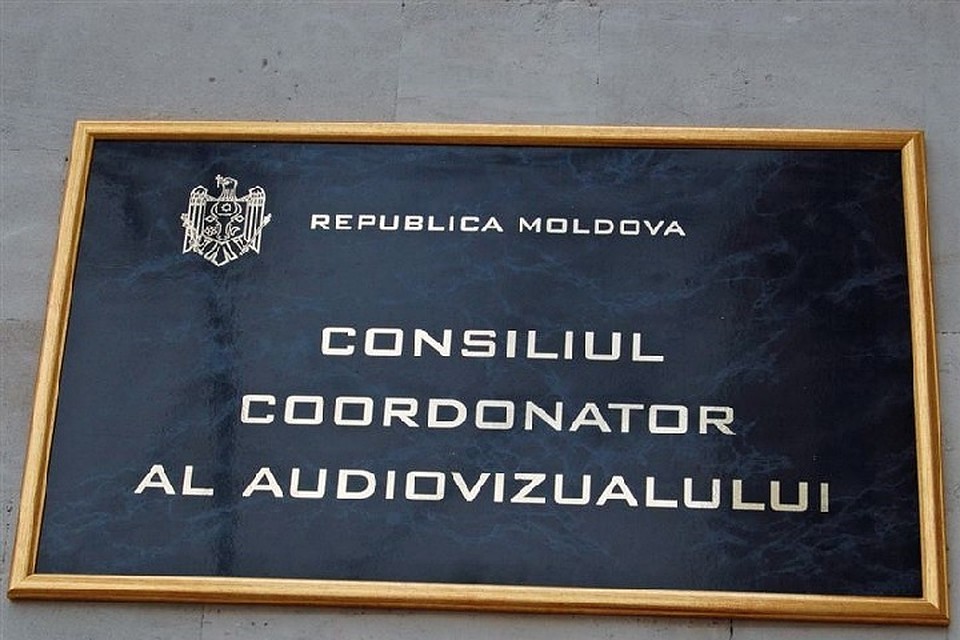 REPUBLICA MOLDOVA
CONSILIUL
COORDONATOR
AL AUDIOVIZUALULUI